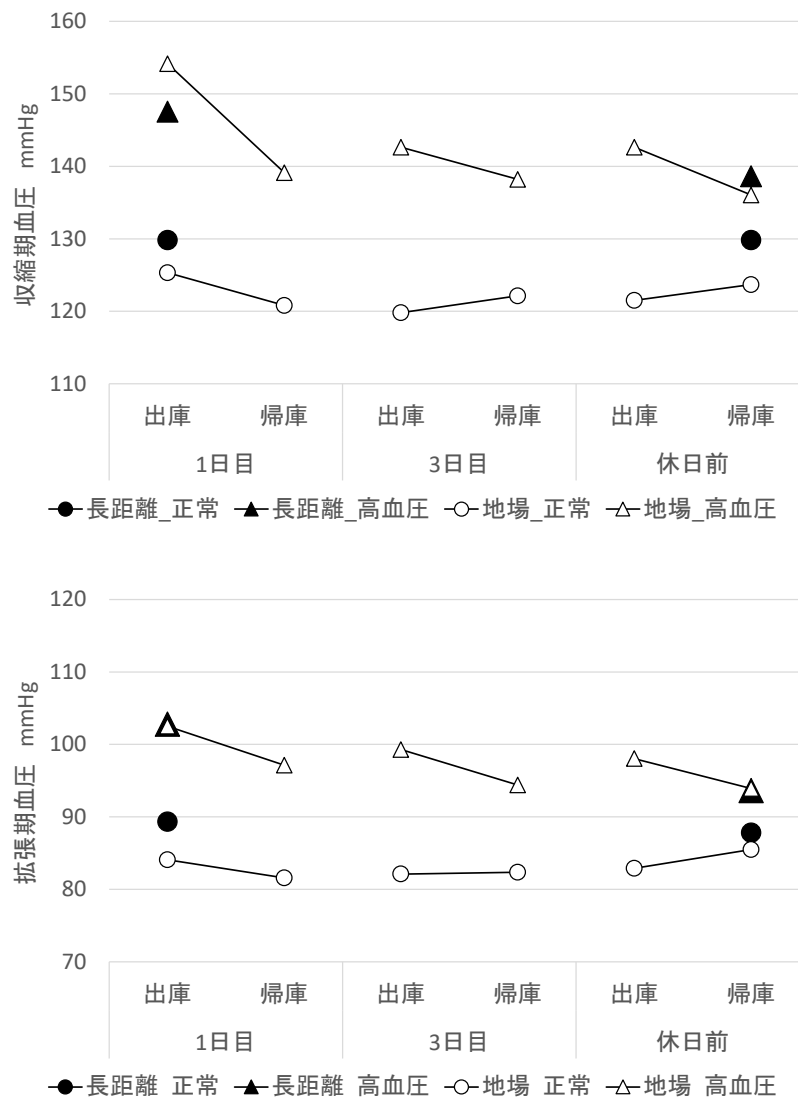 160
150
140
130
120
110
収縮期血圧 mmHg
出庫 帰庫 出庫 帰庫 出庫 帰庫
1日目 3日目 休日前
長距離_正常 長距離_高血圧 地場_正常 地場_高血圧
120
110
100
90
80
70
拡張期血圧 mmHg
出庫 帰庫 出庫 帰庫 出庫 帰庫
1日目 3日目 休日前
長距離 正常 長距離 高血圧 地場 正常 地場 高血圧